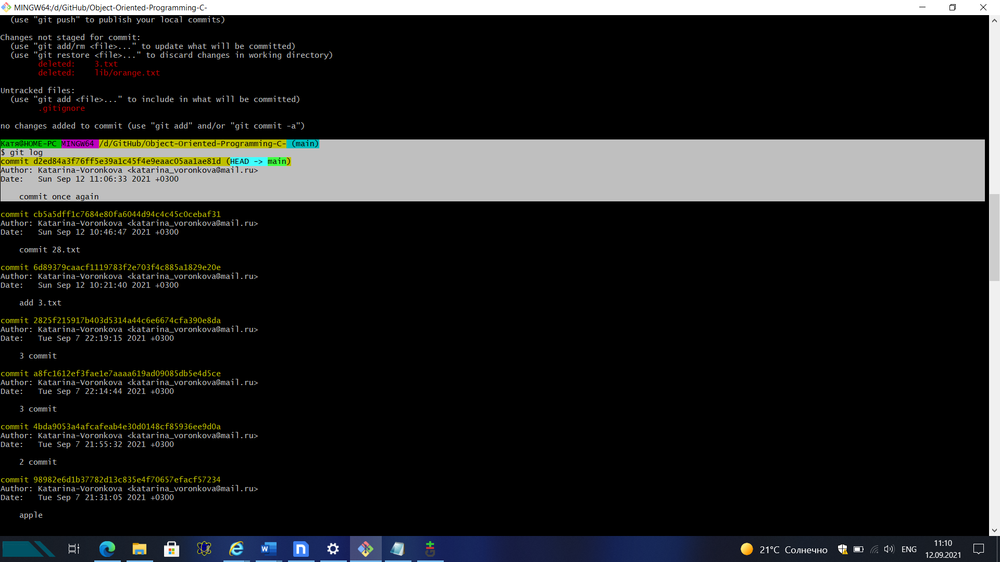 MINGW64:/d/GitHub/Object-Oriented-Programming-C-
(use "git push" to publish your local commits)
Changes not staged for commit:
(use "git add/rm <file>..." to update what will be committed)
(use "git restore <file>..." to discard changes in working directory)
deleted:    3.txt
deleted:    lib/orange.txt
Untracked files:
(use "git add <file>..." to include in what will be committed)
.gitignore
no changes added to commit (use "git add" and/or "git commit -a")
Катя@HOME-PC MINGW64 /d/GitHub/Object-Oriented-Programming-C- (main)
$ git log
commit d2ed84a3f76ff5e39a1c45f4e9eaac05aa1ae81d (HEAD -> main)
Author: Katarina-Voronkova <katarina_voronkova@mail.ru>
Date:   Sun Sep 12 11:06:33 2021 +0300
commit once again
commit cb5a5dff1c7684e80fa6044d94c4c45c0cebaf31
Author: Katarina-Voronkova <katarina_voronkova@mail.ru>
Date:   Sun Sep 12 10:46:47 2021 +0300
commit 28.txt
commit 6d89379caacf1119783f2e703f4c885a1829e20e
Author: Katarina-Voronkova <katarina_voronkova@mail.ru>
Date:   Sun Sep 12 10:21:40 2021 +0300
add 3.txt
commit 2825f215917b403d5314a44c6e6674cfa390e8da
Author: Katarina-Voronkova <katarina_voronkova@mail.ru>
Date:   Tue Sep 7 22:19:15 2021 +0300
3 commit
commit a8fc1612ef3fae1e7aaaa619ad09085db5e4d5ce
Author: Katarina-Voronkova <katarina_voronkova@mail.ru>
Date:   Tue Sep 7 22:14:44 2021 +0300
3 commit
commit 4bda9053a4afcafeab4e30d0148cf85936ee9d0a
Author: Katarina-Voronkova <katarina_voronkova@mail.ru>
Date:   Tue Sep 7 21:55:32 2021 +0300
2 commit
commit 98982e6d1b37782d13c835e4f70657efacf57234
Author: Katarina-Voronkova <katarina_voronkova@mail.ru>
Date:   Tue Sep 7 21:31:05 2021 +0300
apple
21°C Солнечно
ENG
11:10
12.09.2021